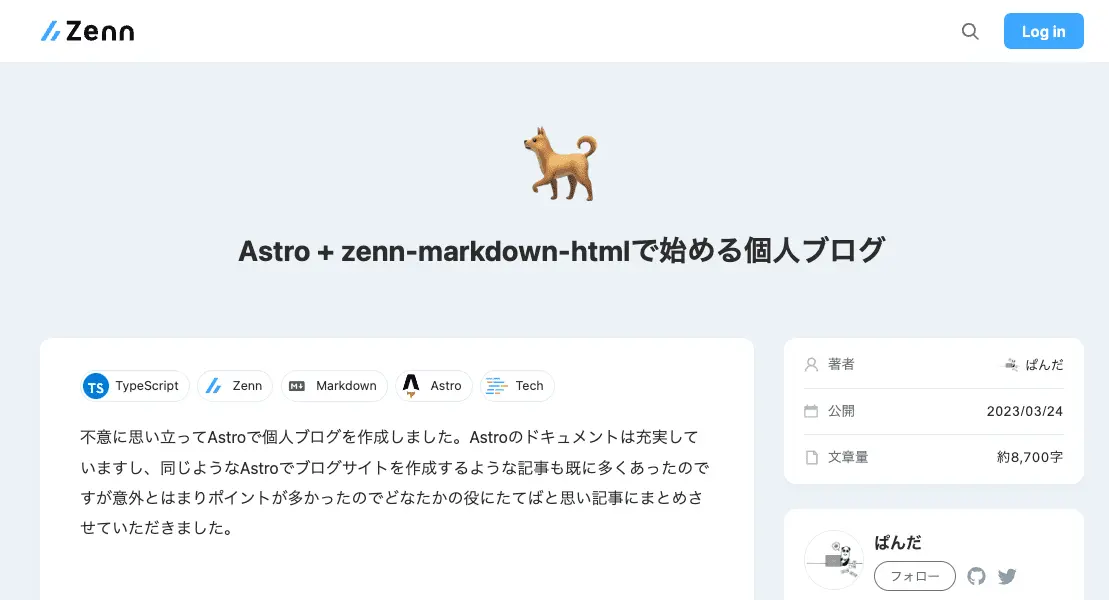 Zenn
Log in
Astro + zenn-markdown-htmlで始める個人ブログ
TS TypeScript Zenn Markdown Astro Tech
不意に思い立ってAstroで個人ブログを作成しました。Astroのドキュメントは充実して
いますし、同じようなAstroでブログサイトを作成するような記事も既に多くあったので
すが意外とはまりポイントが多かったのでどなたかの役にたてばと思い記事にまとめさ
せていただきました。
著者 ぱんだ
公開 2023/03/24
文章量 約8,700字
ぱんだ
フォロー